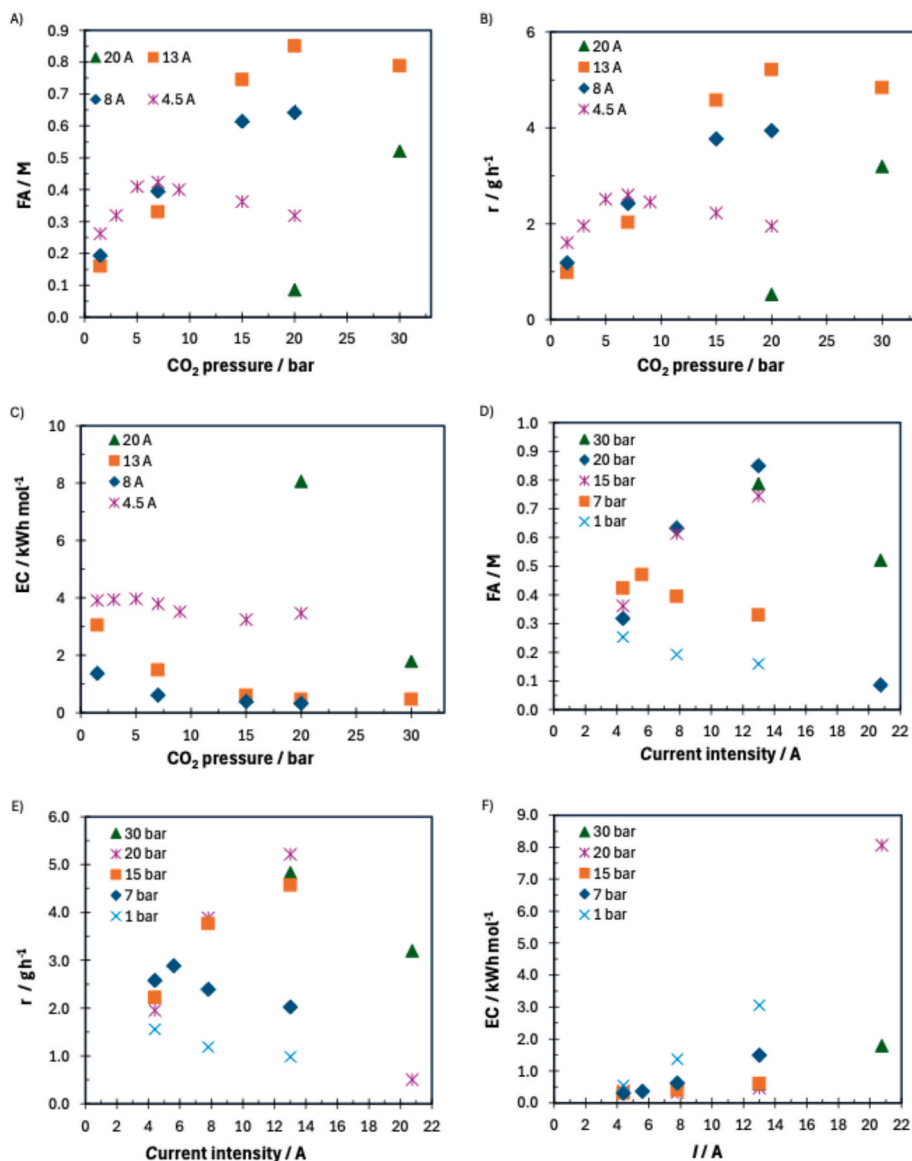 A)
0.9
0.8
0.7
0.6
0.5
0.4
0.3
0.2
0.1
0.0
FA / M
20 A 13 A
8 A 4.5 A
0 5 10 15 20 25 30
CO₂ pressure / bar
B)
6
4
2
0
r / g h⁻¹
20 A
13 A
8 A
4.5 A
0 5 10 15 20 25 30
CO₂ pressure / bar
C)
10
8
6
4
2
0
EC / kWh mol⁻¹
20 A
13 A
8 A
4.5 A
0 5 10 15 20 25 30
CO₂ pressure / bar
D)
1.0
0.9
0.8
0.7
0.6
0.5
0.4
0.3
0.2
0.1
0.0
FA / M
30 bar
20 bar
15 bar
7 bar
1 bar
0 2 4 6 8 10 12 14 16 18 20 22
Current intensity / A
E)
6.0
5.0
4.0
3.0
2.0
1.0
0.0
r / g h⁻¹
30 bar
20 bar
15 bar
7 bar
1 bar
0 2 4 6 8 10 12 14 16 18 20 22
Current intensity / A
F)
9.0
8.0
7.0
6.0
5.0
4.0
3.0
2.0
1.0
0.0
EC / kWh mol⁻¹
30 bar
20 bar
15 bar
7 bar
1 bar
0 2 4 6 8 10 12 14 16 18 20 22
I / A